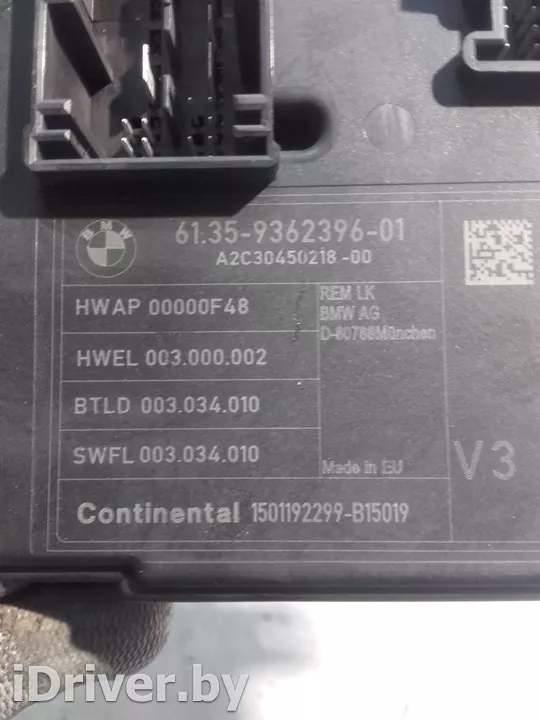 BMW
61.35-9362396-01
A2C30450218-00
HWAP 00000F48
HWEL 003.000.002
BTLD 003.034.010
SWFL 003.034.010
REM LK
BMW AG
D-80788München
Made in EU
V3
Continental 1501192299-B15019
iDriver.by